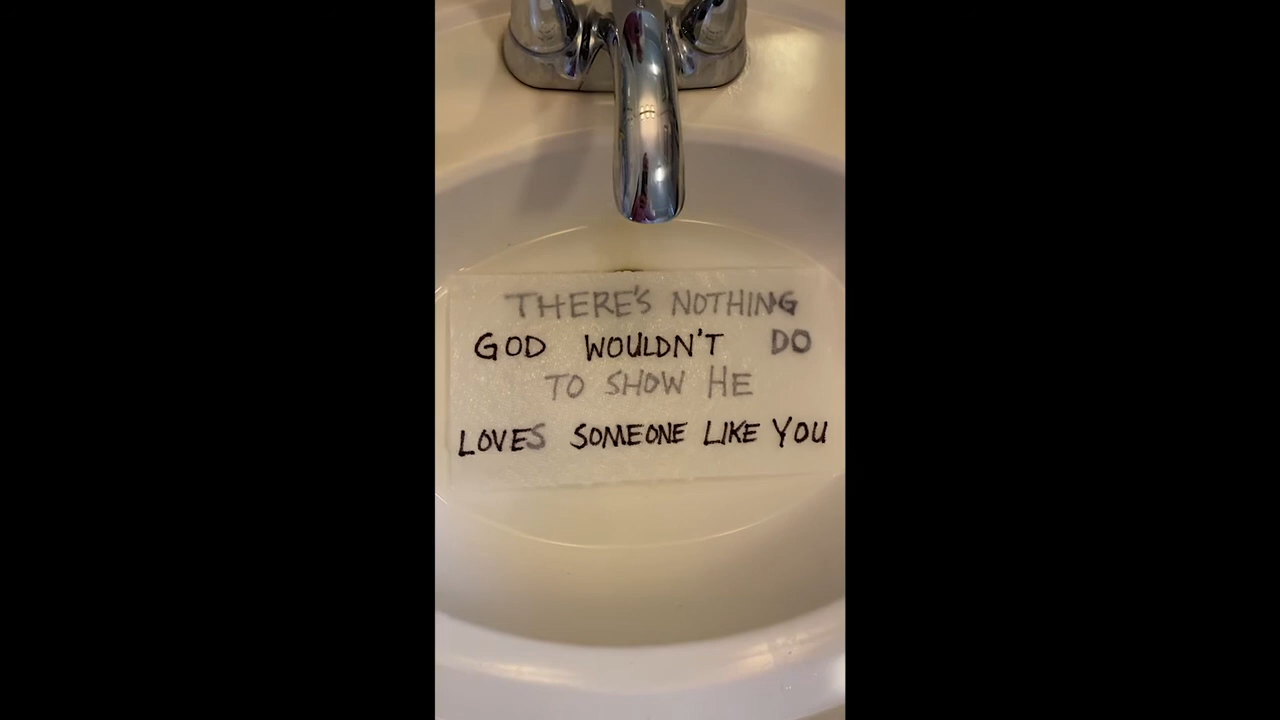 THERE'S NOTHING
GOD WOULDN'T DO
TO SHOW HE
LOVES SOMEONE LIKE YOU